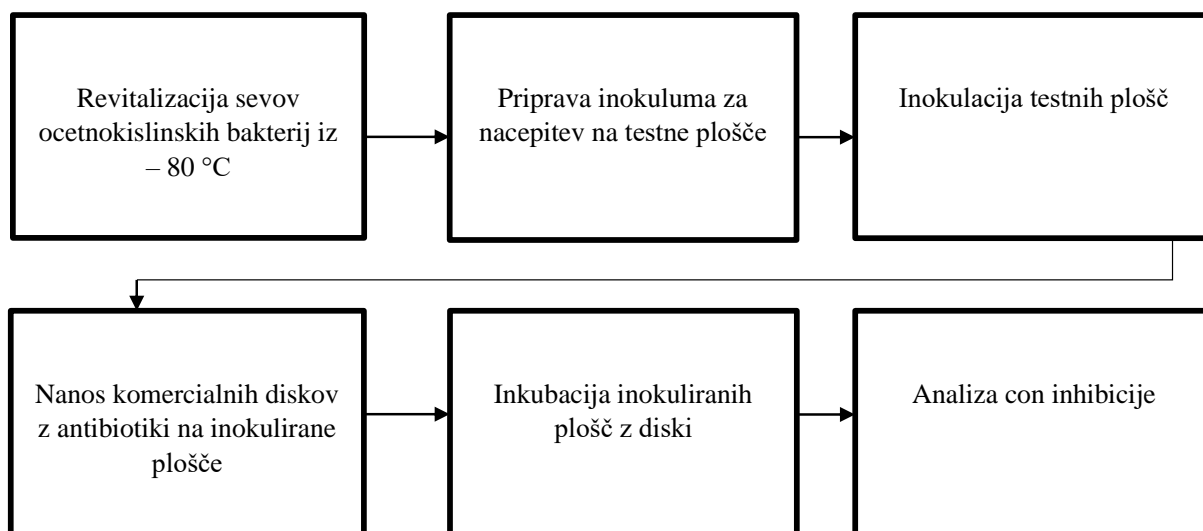 Revitalizacija sevov
ocetnokislinskih bakterij iz
– 80 °C
Priprava inokuluma za
nacepitev na testne plošče
Inokulacija testnih plošč
Nanos komercialnih diskov
z antibiotiki na inokulirane
plošče
Inkubacija inokuliranih
plošč z diski
Analiza con inhibicije